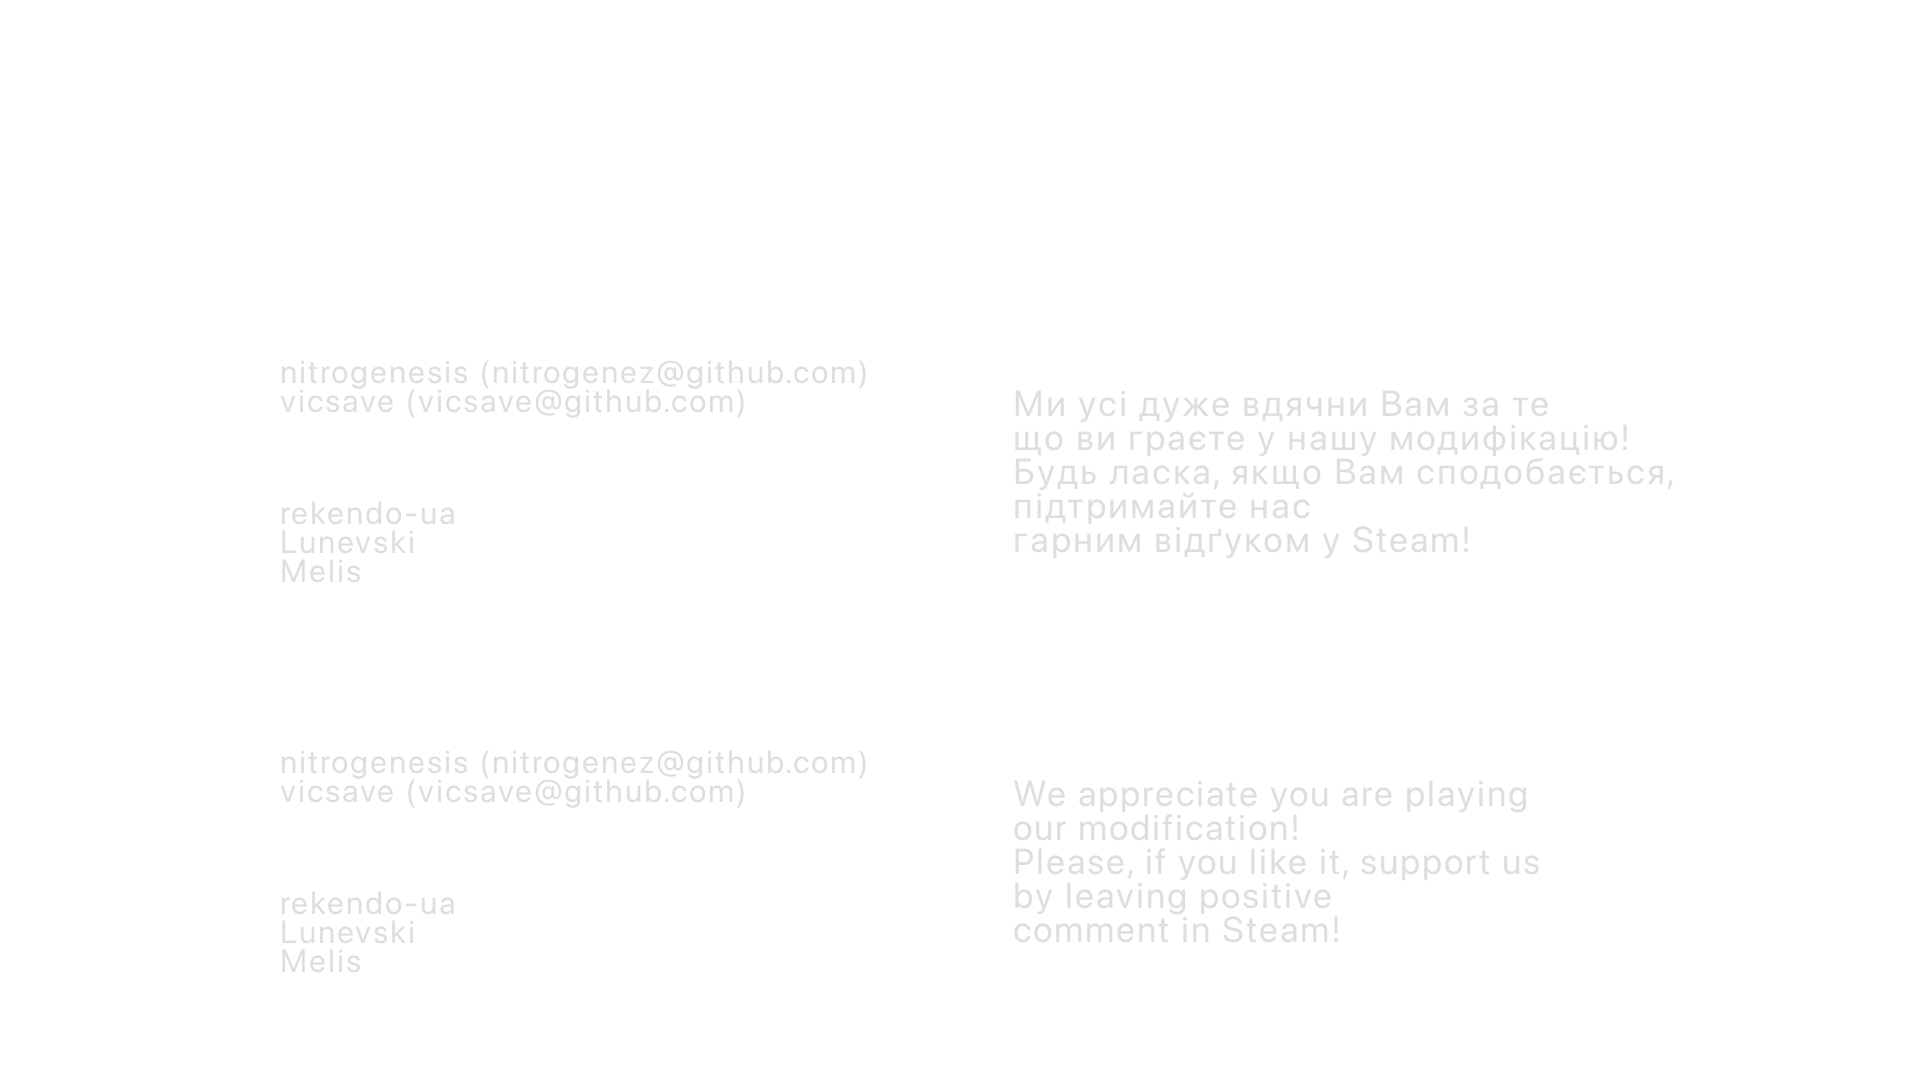 nitrogenesis (nitrogenez@github.com)
vicsave (vicsave@github.com)
rekendo-ua
Lunevski
Melis
Ми усі дуже вдячни Вам за те
що ви граєте у нашу модифікацію!
Будь ласка, якщо Вам сподобається,
підтримайте нас
гарним відґуком у Steam!
nitrogenesis (nitrogenez@github.com)
vicsave (vicsave@github.com)
rekendo-ua
Lunevski
Melis
We appreciate you are playing
our modification!
Please, if you like it, support us
by leaving positive
comment in Steam!